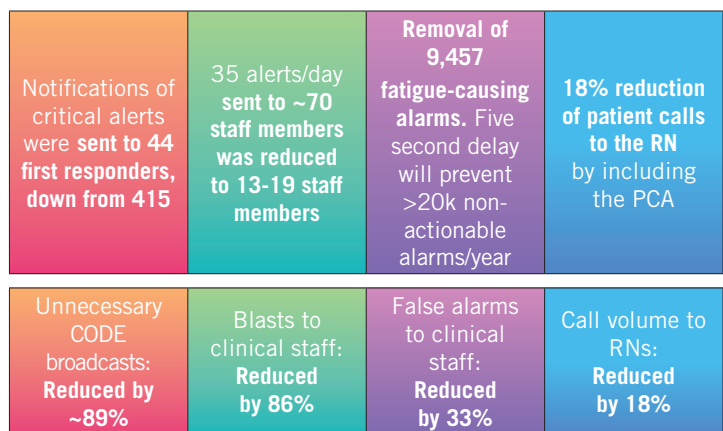 Notifications of
critical alerts
were sent to 44
first responders,
down from 415
35 alerts/day
sent to ~70
staff members
was reduced
to 13-19 staff
members
Removal of
9,457
fatigue-causing
alarms. Five
second delay
will prevent
>20k non-
actionable
alarms/year
18% reduction
of patient calls
to the RN
by including
the PCA
Unnecessary
CODE
broadcasts:
Reduced by
~89%
Blasts to
clinical staff:
Reduced
by 86%
False alarms
to clinical
staff:
Reduced
by 33%
Call volume to
RNs:
Reduced
by 18%